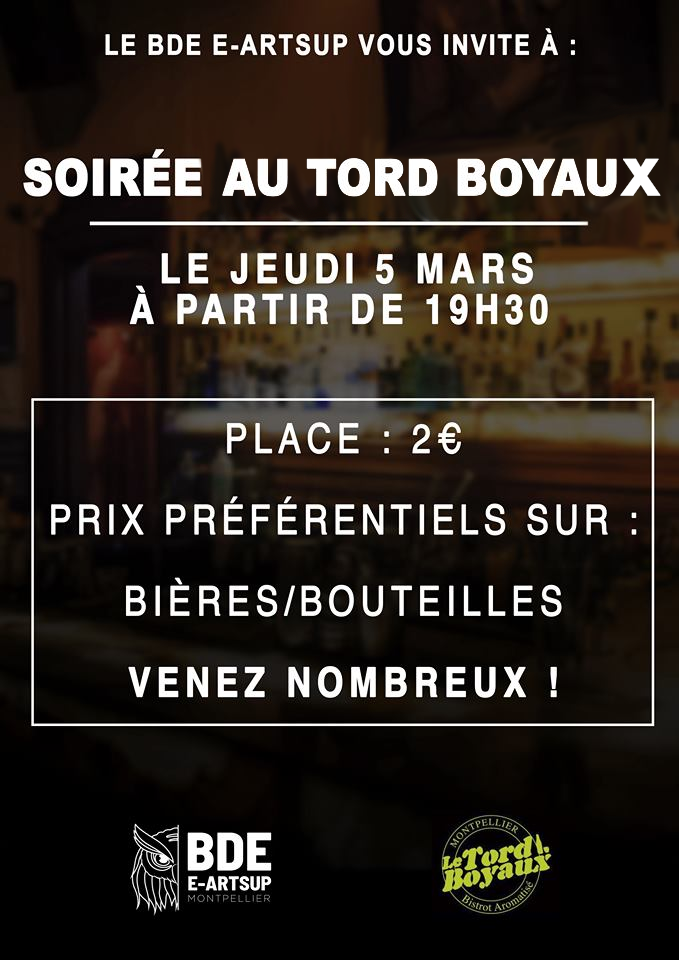 LE BDE E-ARTSUP VOUS INVITE À :
SOIRÉE AU TORD BOYAUX
LE JEUDI 5 MARS
À PARTIR DE 19H30
PLACE : 2€
PRIX PRÉFÉRENTIELS SUR :
BIÈRES/BOUTEILLES
VENEZ NOMBREUX !
BDE
E-ARTSUP
MONTPELLIER
MONTPELLIER
Le Tord
Boyaux
Bistrot Aromatisé